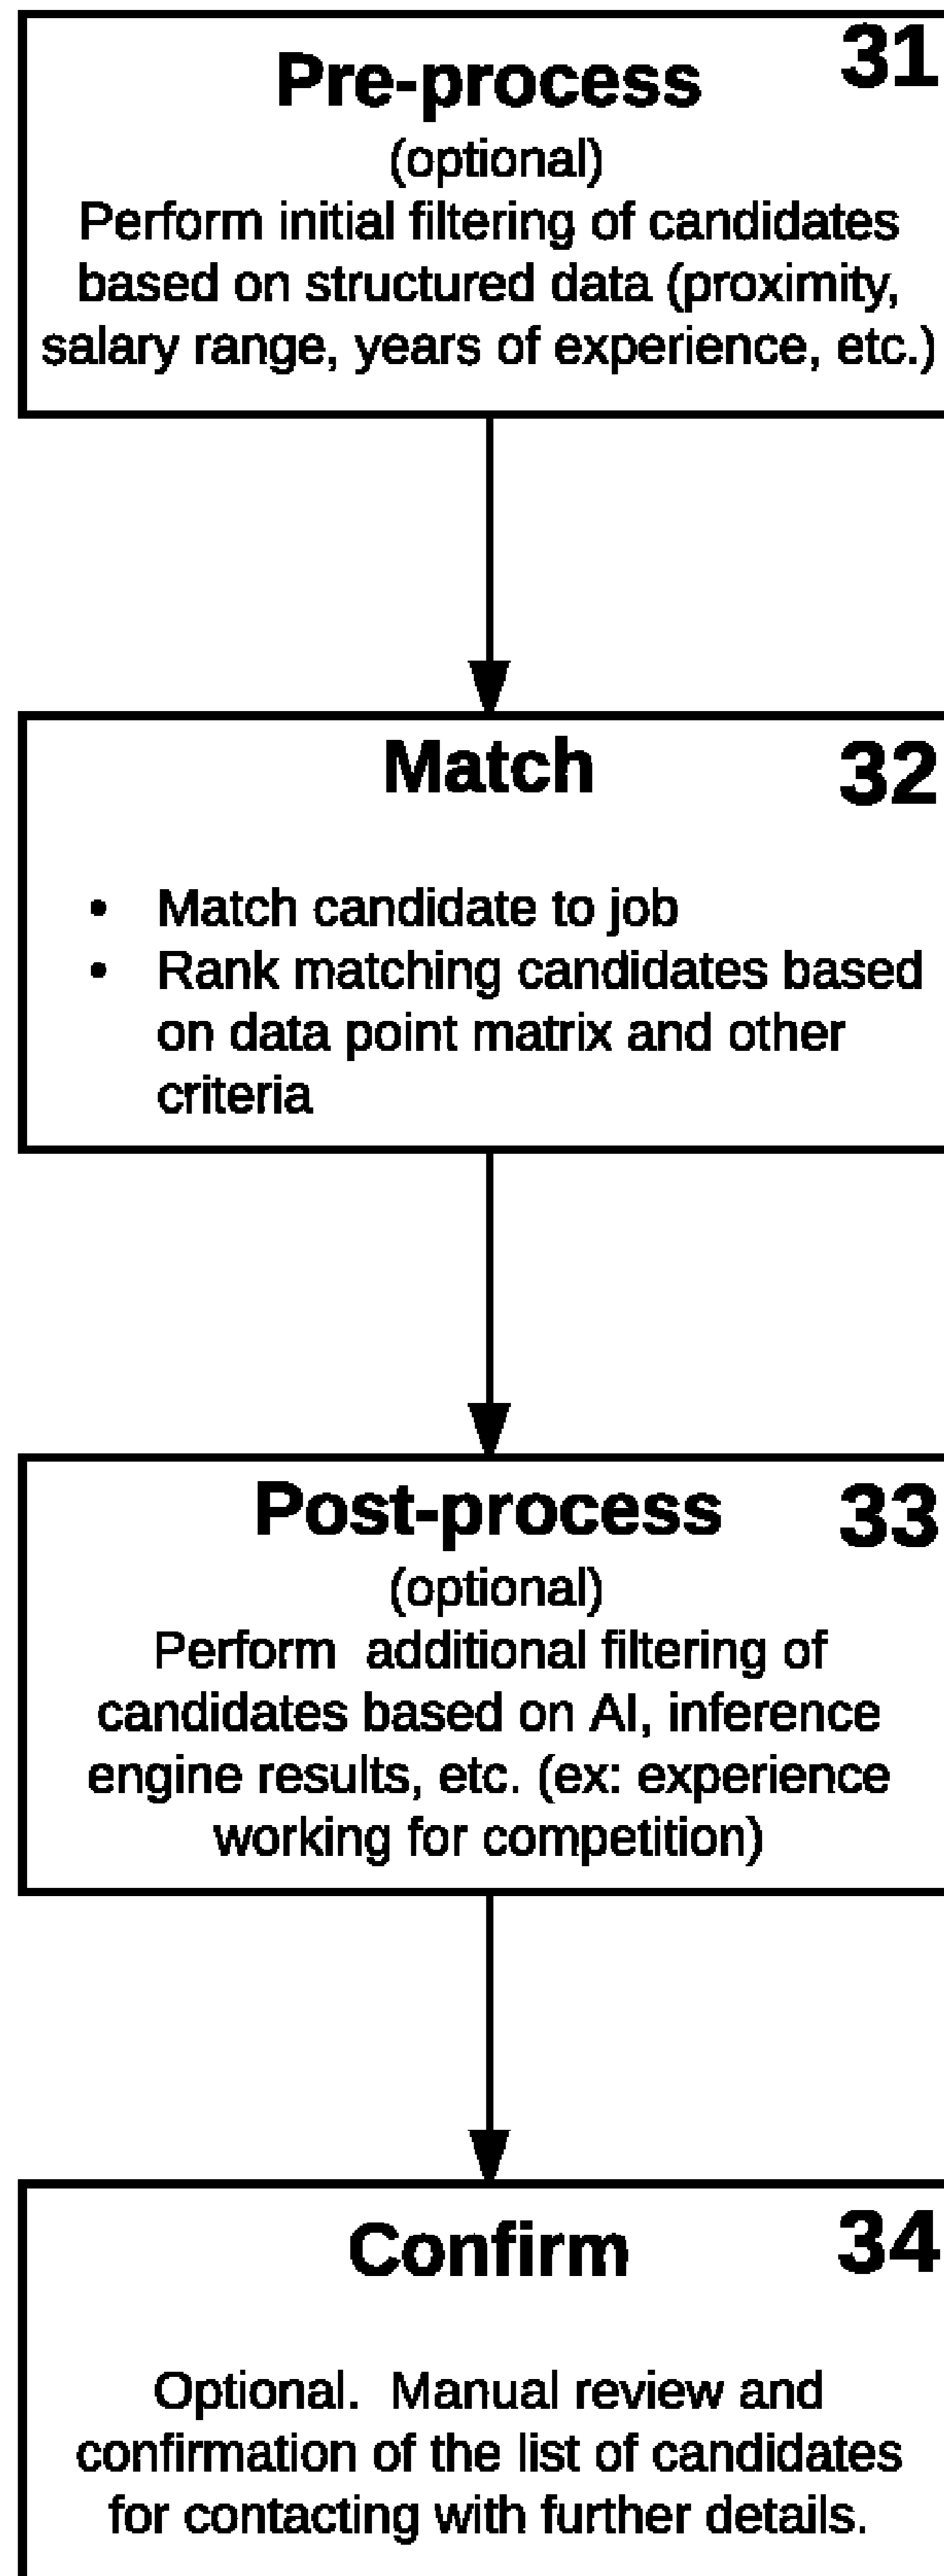 31
Pre-process
(optional)
Perform initial filtering of candidates
based on structured data (proximity,
salary range, years of experience, etc.)
Match
32
• Match candidate to job
• Rank matching candidates based
on data point matrix and other
criteria
Post-process
33
(optional)
Perform  additional filtering of
candidates based on AI, inference
engine results, etc. (ex: experience
working for competition)
Confirm
34
Optional.  Manual review and
confirmation of the list of candidates
for contacting with further details.